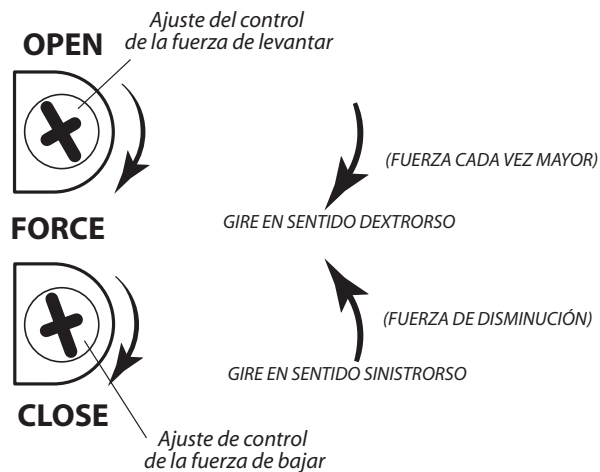 Ajuste del control
de la fuerza de levantar
OPEN
(FUERZA CADA VEZ MAYOR)
FORCE
GIRE EN SENTIDO DEXTRORSO
(FUERZA DE DISMINUCIÓN)
GIRE EN SENTIDO SINISTRORSO
CLOSE
Ajuste de control
de la fuerza de bajar